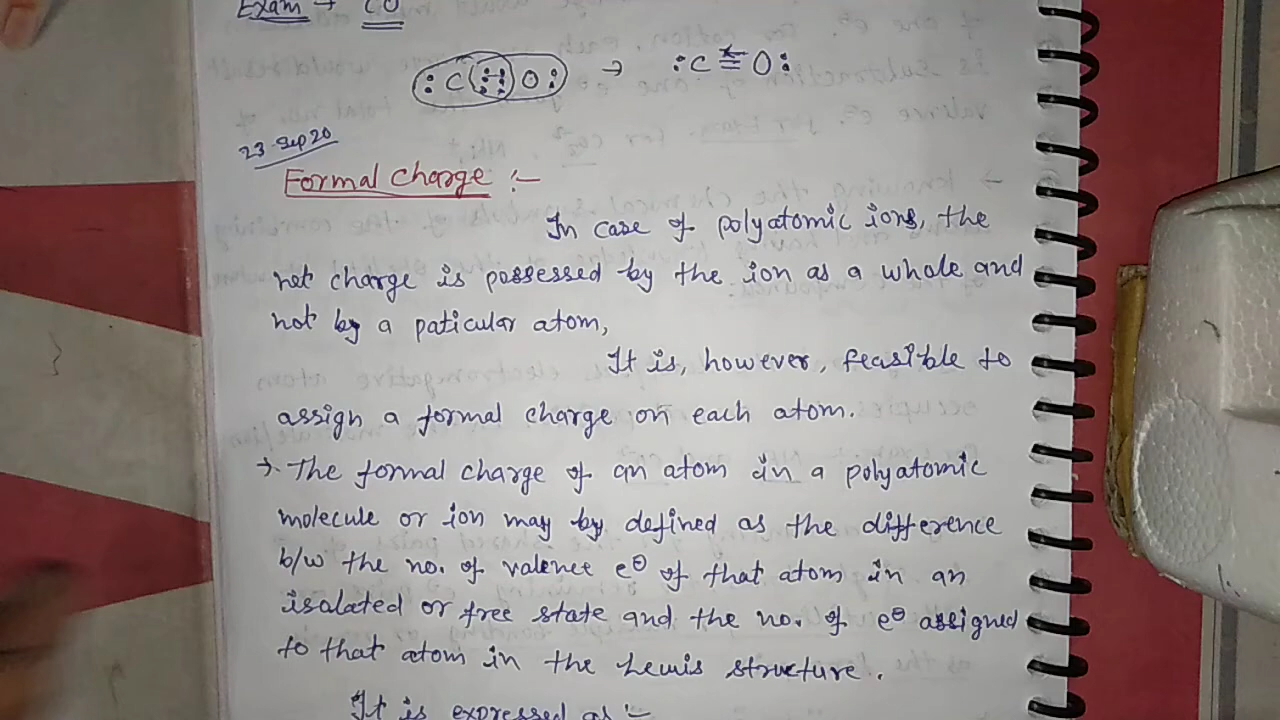 Exam → CO
:C(⋮⋮)O: → :C≡O:
23 Sep 20
Formal Charge :-
In case of polyatomic ions, the
net charge is possessed by the ion as a whole and
not by a paticular atom,
It is, however, feasible to
assign a formal charge on each atom.
→ The formal charge of an atom in a polyatomic
molecule or ion may by defined as the difference
b/w the no. of valence e⊖ of that atom in an
isolated or free state and the no. of e⊖ assigned
to that atom in the Lewis structure.
It is expressed as :-